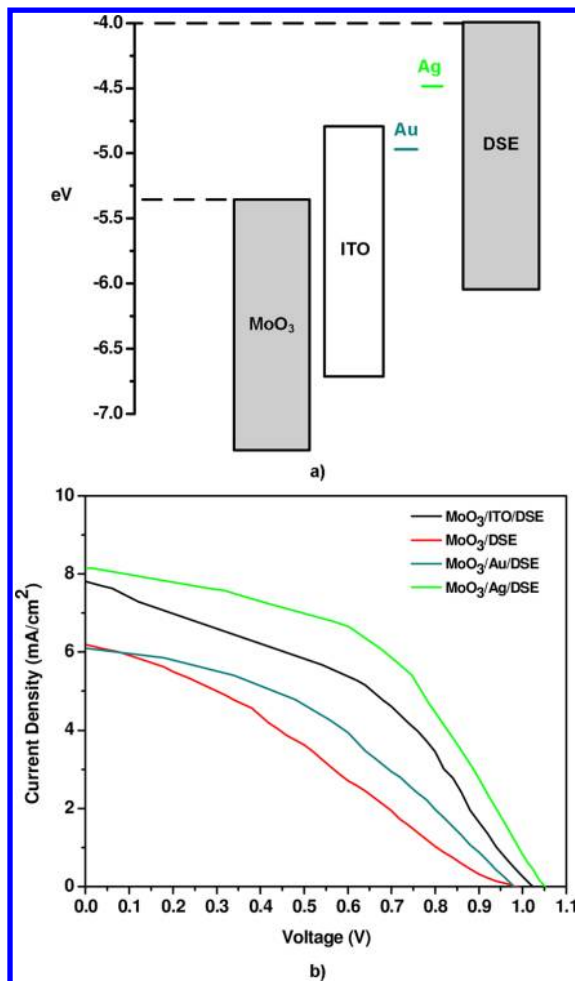 -4.0
-4.5
-5.0
eV
-5.5
-6.0
-6.5
-7.0
Ag
Au
DSE
ITO
MoO₃
a)
10
8
6
4
2
0
Current Density (mA/cm²)
MoO₃/ITO/DSE
MoO₃/DSE
MoO₃/Au/DSE
MoO₃/Ag/DSE
0.0 0.1 0.2 0.3 0.4 0.5 0.6 0.7 0.8 0.9 1.0 1.1
Voltage (V)
b)